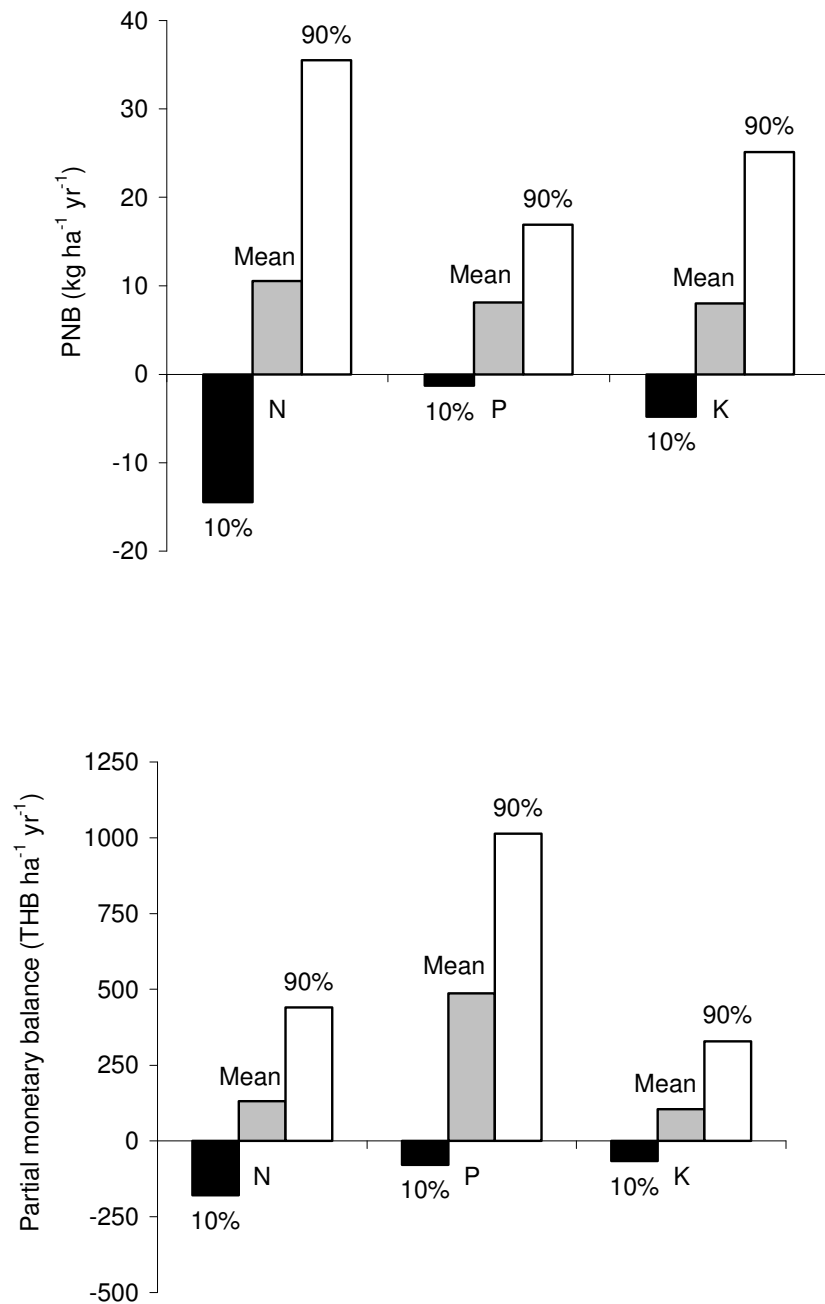 40
30
20
10
0
-10
-20
PNB (kg ha⁻¹ yr⁻¹)
90%
90%
90%
Mean
Mean
Mean
N
P
K
10%
10%
10%
1250
1000
750
500
250
0
-250
-500
Partial monetary balance (THB ha⁻¹ yr⁻¹)
90%
Mean
90%
90%
Mean
Mean
N
P
K
10%
10%
10%